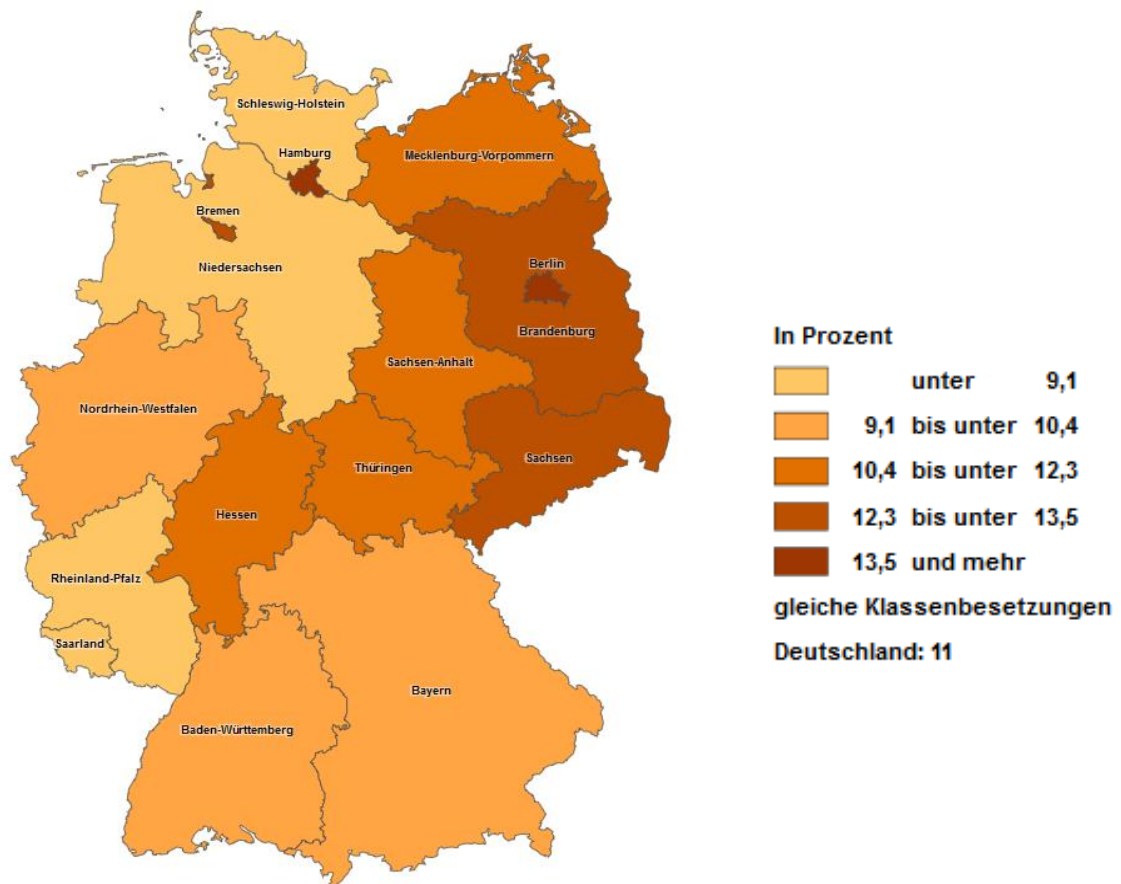 Schleswig-Holstein
Hamburg
Mecklenburg-Vorpommern
Bremen
Niedersachsen
Berlin
Brandenburg
Sachsen-Anhalt
Nordrhein-Westfalen
Sachsen
Thüringen
Hessen
Rheinland-Pfalz
Saarland
Bayern
Baden-Württemberg
In Prozent
unter 9,1
9,1 bis unter 10,4
10,4 bis unter 12,3
12,3 bis unter 13,5
13,5 und mehr
gleiche Klassenbesetzungen
Deutschland: 11